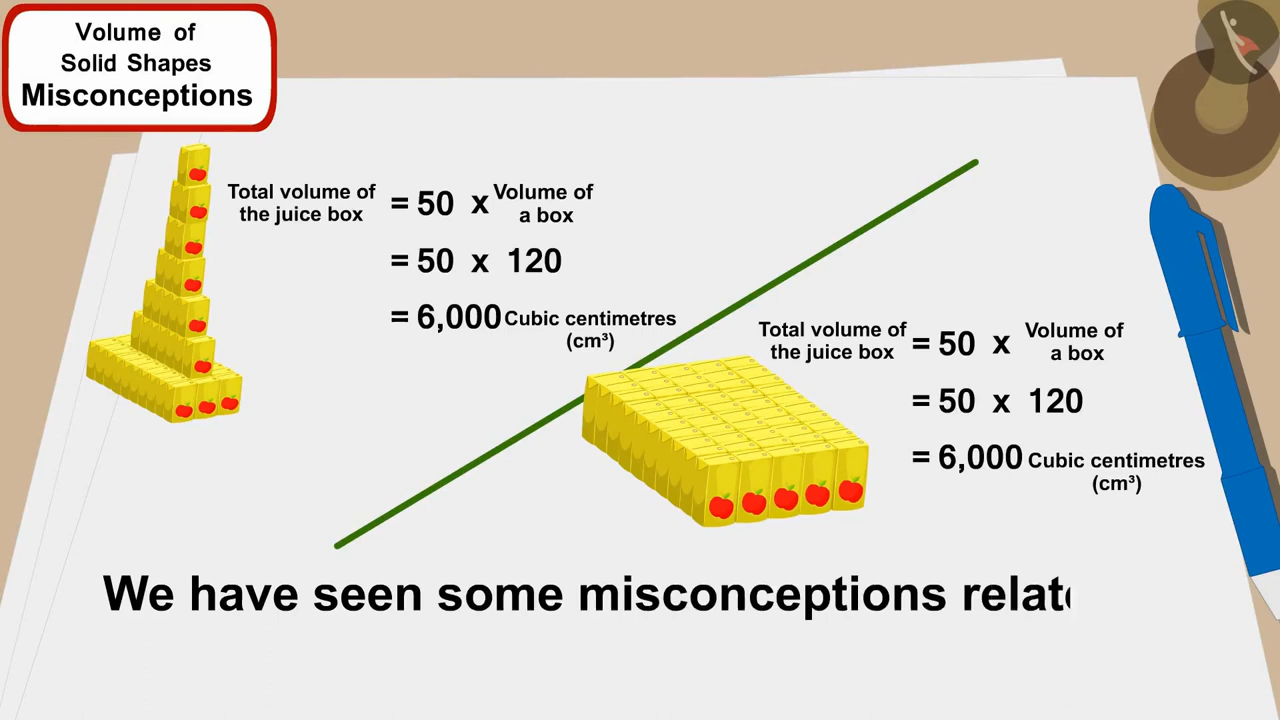 Volume of
Solid Shapes
Misconceptions
Total volume of
the juice box
= 50 x Volume of
a box
= 50 x 120
= 6,000 Cubic centimetres
(cm³)
Total volume of
the juice box
= 50 x Volume of
a box
= 50 x 120
= 6,000 Cubic centimetres
(cm³)
We have seen some misconceptions